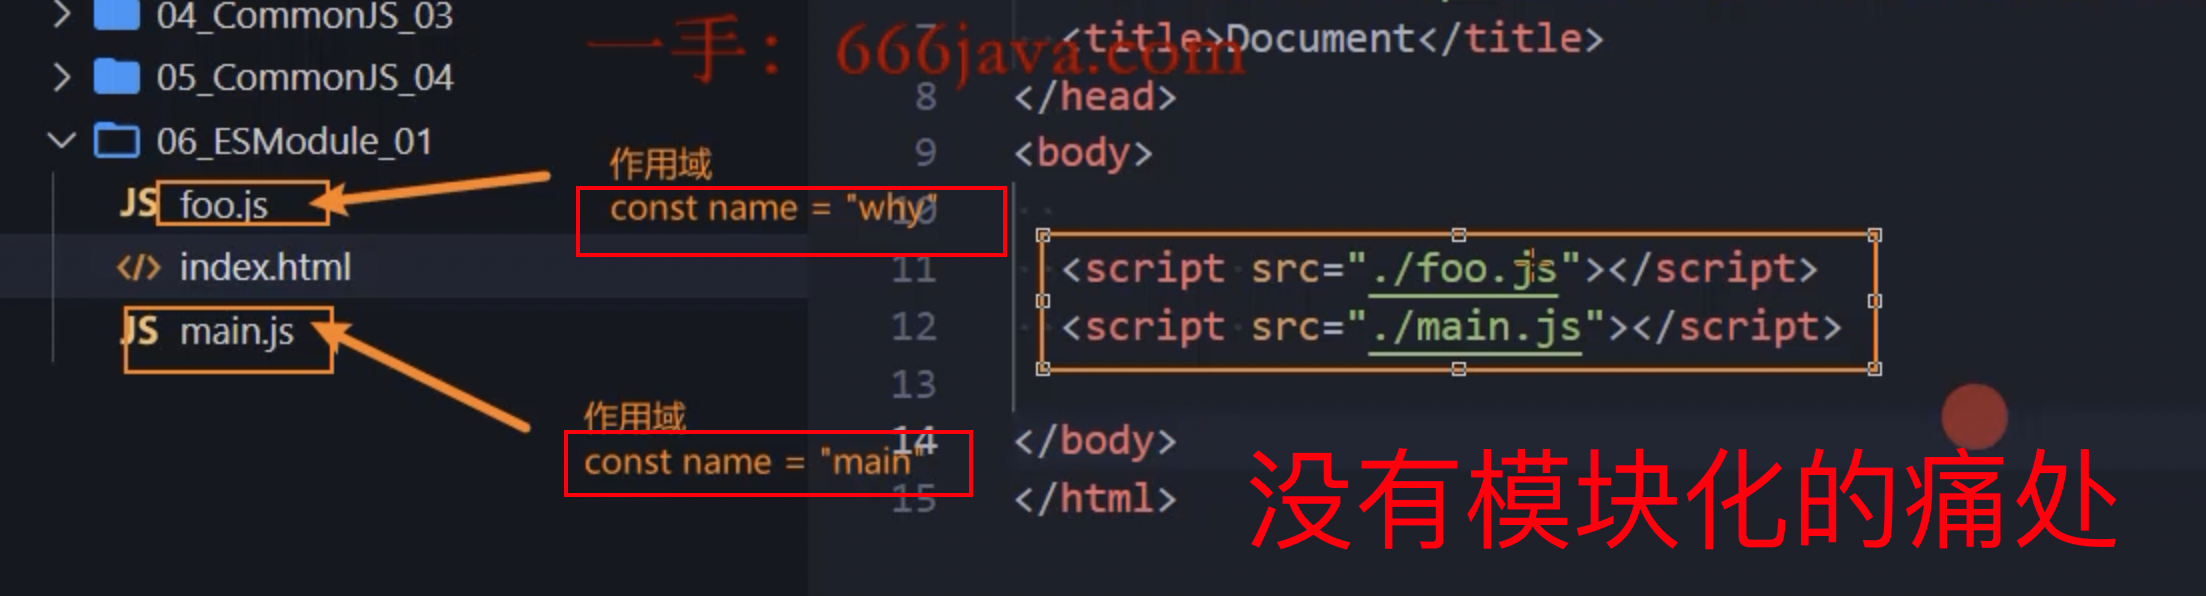 04_CommonJS_03
05_CommonJS_04
06_ESModule_01
JS foo.js
</> index.html
JS main.js
一手：666java.com
作用域
const name = "why"
作用域
const name = "main"
7 <title>Document</title>
8 </head>
9 <body>
10
11 <script src="./foo.js"></script>
12 <script src="./main.js"></script>
13
14 </body>
15 </html>
没有模块化的痛处